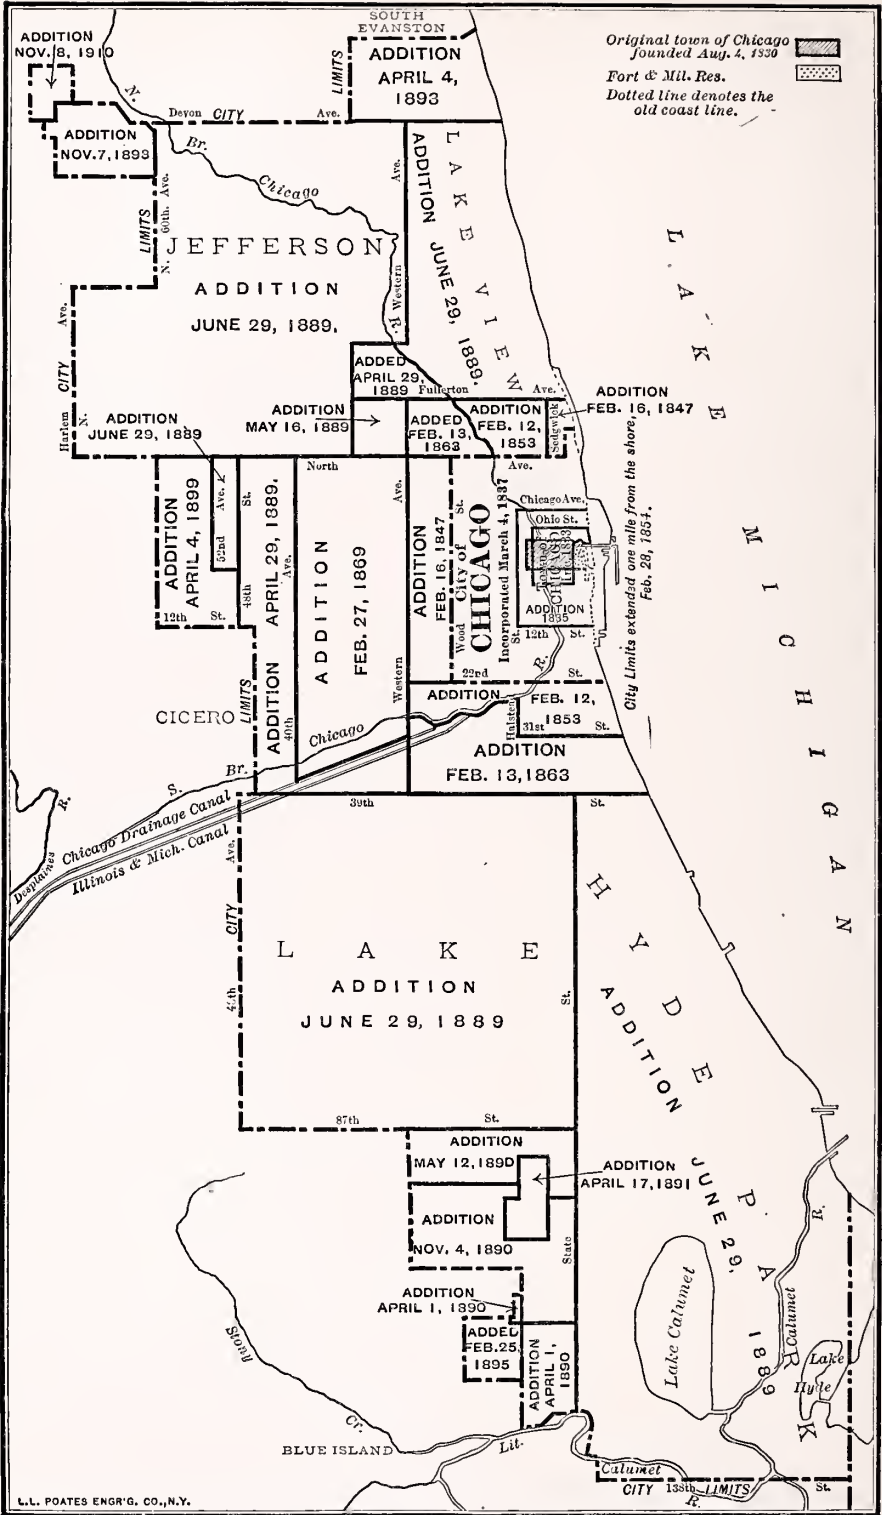 SOUTH
EVANSTON
ADDITION
NOV. 8, 1910
LIMITS
ADDITION
APRIL 4,
1893
Original town of Chicago
founded Aug. 4, 1830
Fort & Mil. Res.
Dotted line denotes the
old coast line.
N.
Devon CITY Ave.
Br.
Chicago
R.
ADDITION
NOV. 7, 1893
LIMITS
N. 60th. Ave.
Western Ave.
LAKE VIEW
ADDITION JUNE 29, 1889.
JEFFERSON
ADDITION
JUNE 29, 1889.
LAKE MICHIGAN
ADDED
APRIL 29,
1889
Fullerton Ave.
CITY
Harlem Ave.
N.
ADDITION
JUNE 29, 1889
ADDITION
MAY 16, 1889
ADDED
FEB. 13,
1863
ADDITION
FEB. 12,
1853
Sedgwick
ADDITION
FEB. 16, 1847
North
Ave.
City Limits extended one mile from the shore,
Feb. 28, 1854.
ADDITION
APRIL 4, 1899
52nd Ave.
48th St.
ADDITION APRIL 29, 1889.
40th Ave.
ADDITION
FEB. 27, 1869
Western Ave.
ADDITION
FEB. 16, 1847
Wood St.
City of
CHICAGO
Incorporated March 4, 1837
Chicago Ave.
Ohio St.
CHICAGO
ADDITION
1835
St.
12th St.
12th St.
22nd St.
R.
LIMITS
CICERO
ADDITION
FEB. 12,
1853
Halsted
31st St.
Chicago
Br.
S.
ADDITION
FEB. 13, 1863
R.
Desplaines
Chicago Drainage Canal
Illinois & Mich. Canal
39th St.
Ave.
CITY
LAKE
ADDITION
JUNE 29, 1889
St.
State
HYDE PARK
ADDITION JUNE 29, 1889
87th St.
ADDITION
MAY 12, 1890
ADDITION
APRIL 17, 1891
ADDITION
NOV. 4, 1890
ADDITION
APRIL 1, 1890
ADDED
FEB. 25,
1895
ADDITION
APRIL 1,
1890
Lake Calumet
Calumet R.
Lake
Hyde
Stony
Cr.
BLUE ISLAND
Lit.
Calumet
R.
CITY 138th LIMITS St.
L.L. POATES ENGR'G. CO., N.Y.